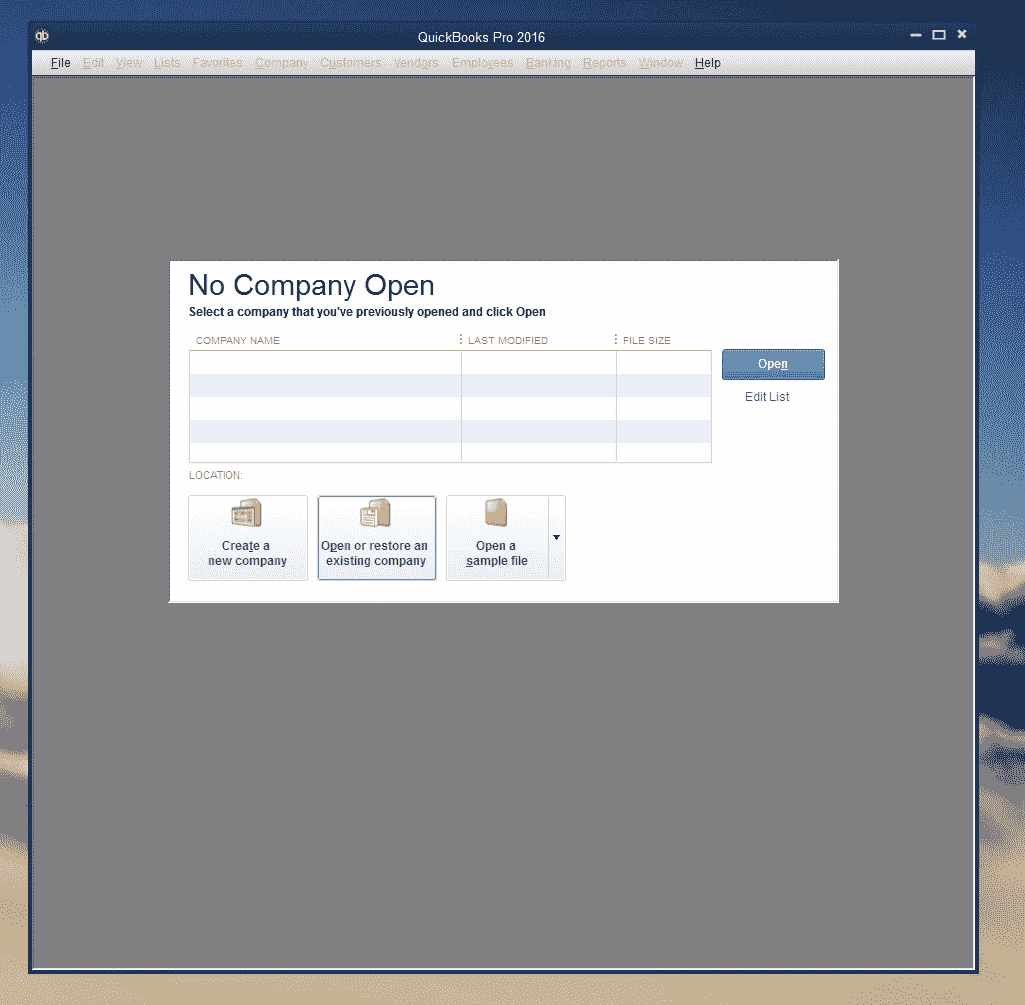 qb
QuickBooks Pro 2016
File Edit View Lists Favorites Company Customers Vendors Employees Banking Reports Window Help
No Company Open
Select a company that you've previously opened and click Open
COMPANY NAME LAST MODIFIED FILE SIZE
Open
Edit List
LOCATION:
Create a
new company
Open or restore an
existing company
Open a
sample file